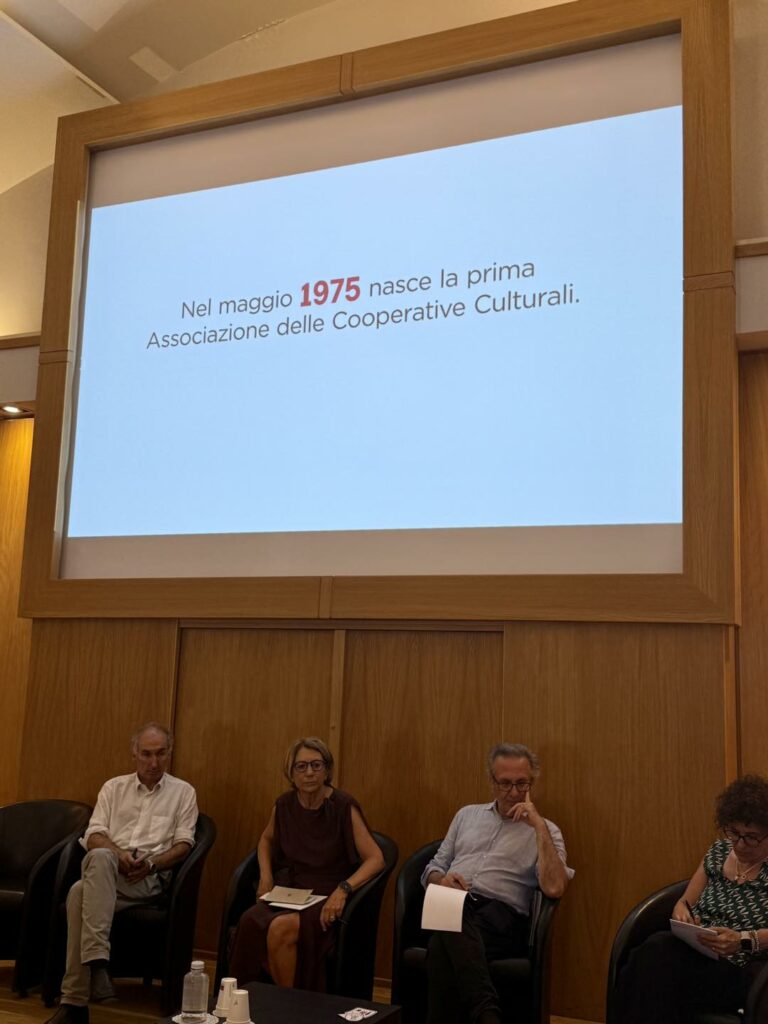 Nel maggio 1975 nasce la prima
Associazione delle Cooperative Culturali.